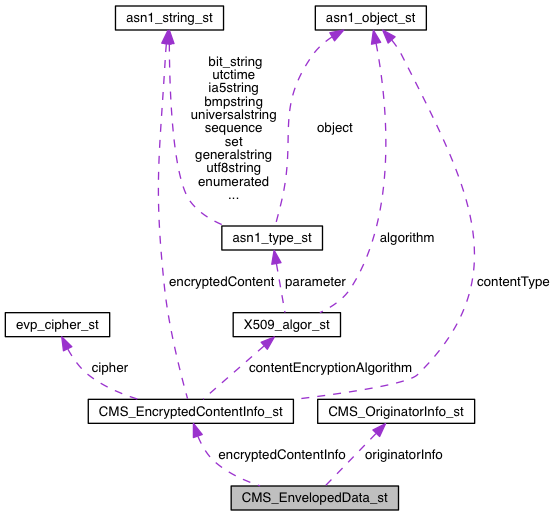 asn1_string_st
asn1_object_st
bit_string
utctime
ia5string
bmpstring
universalstring
sequence
set
generalstring
utf8string
enumerated
...
object
asn1_type_st
algorithm
encryptedContent
parameter
contentType
evp_cipher_st
X509_algor_st
cipher
contentEncryptionAlgorithm
CMS_EncryptedContentInfo_st
CMS_OriginatorInfo_st
encryptedContentInfo
originatorInfo
CMS_EnvelopedData_st